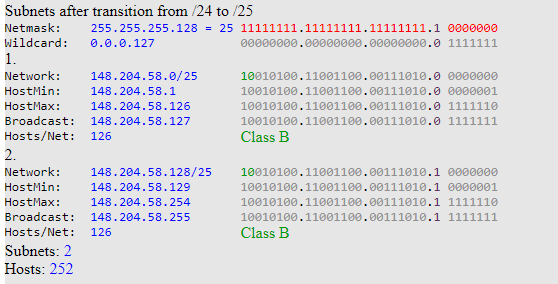 Subnets after transition from /24 to /25
Netmask: 255.255.255.128 = 25 11111111.11111111.11111111.1 0000000
Wildcard: 0.0.0.127 00000000.00000000.00000000.0 1111111
1.
Network: 148.204.58.0/25 10010100.11001100.00111010.0 0000000
HostMin: 148.204.58.1 10010100.11001100.00111010.0 0000001
HostMax: 148.204.58.126 10010100.11001100.00111010.0 1111110
Broadcast: 148.204.58.127 10010100.11001100.00111010.0 1111111
Hosts/Net: 126 Class B
2.
Network: 148.204.58.128/25 10010100.11001100.00111010.1 0000000
HostMin: 148.204.58.129 10010100.11001100.00111010.1 0000001
HostMax: 148.204.58.254 10010100.11001100.00111010.1 1111110
Broadcast: 148.204.58.255 10010100.11001100.00111010.1 1111111
Hosts/Net: 126 Class B
Subnets: 2
Hosts: 252